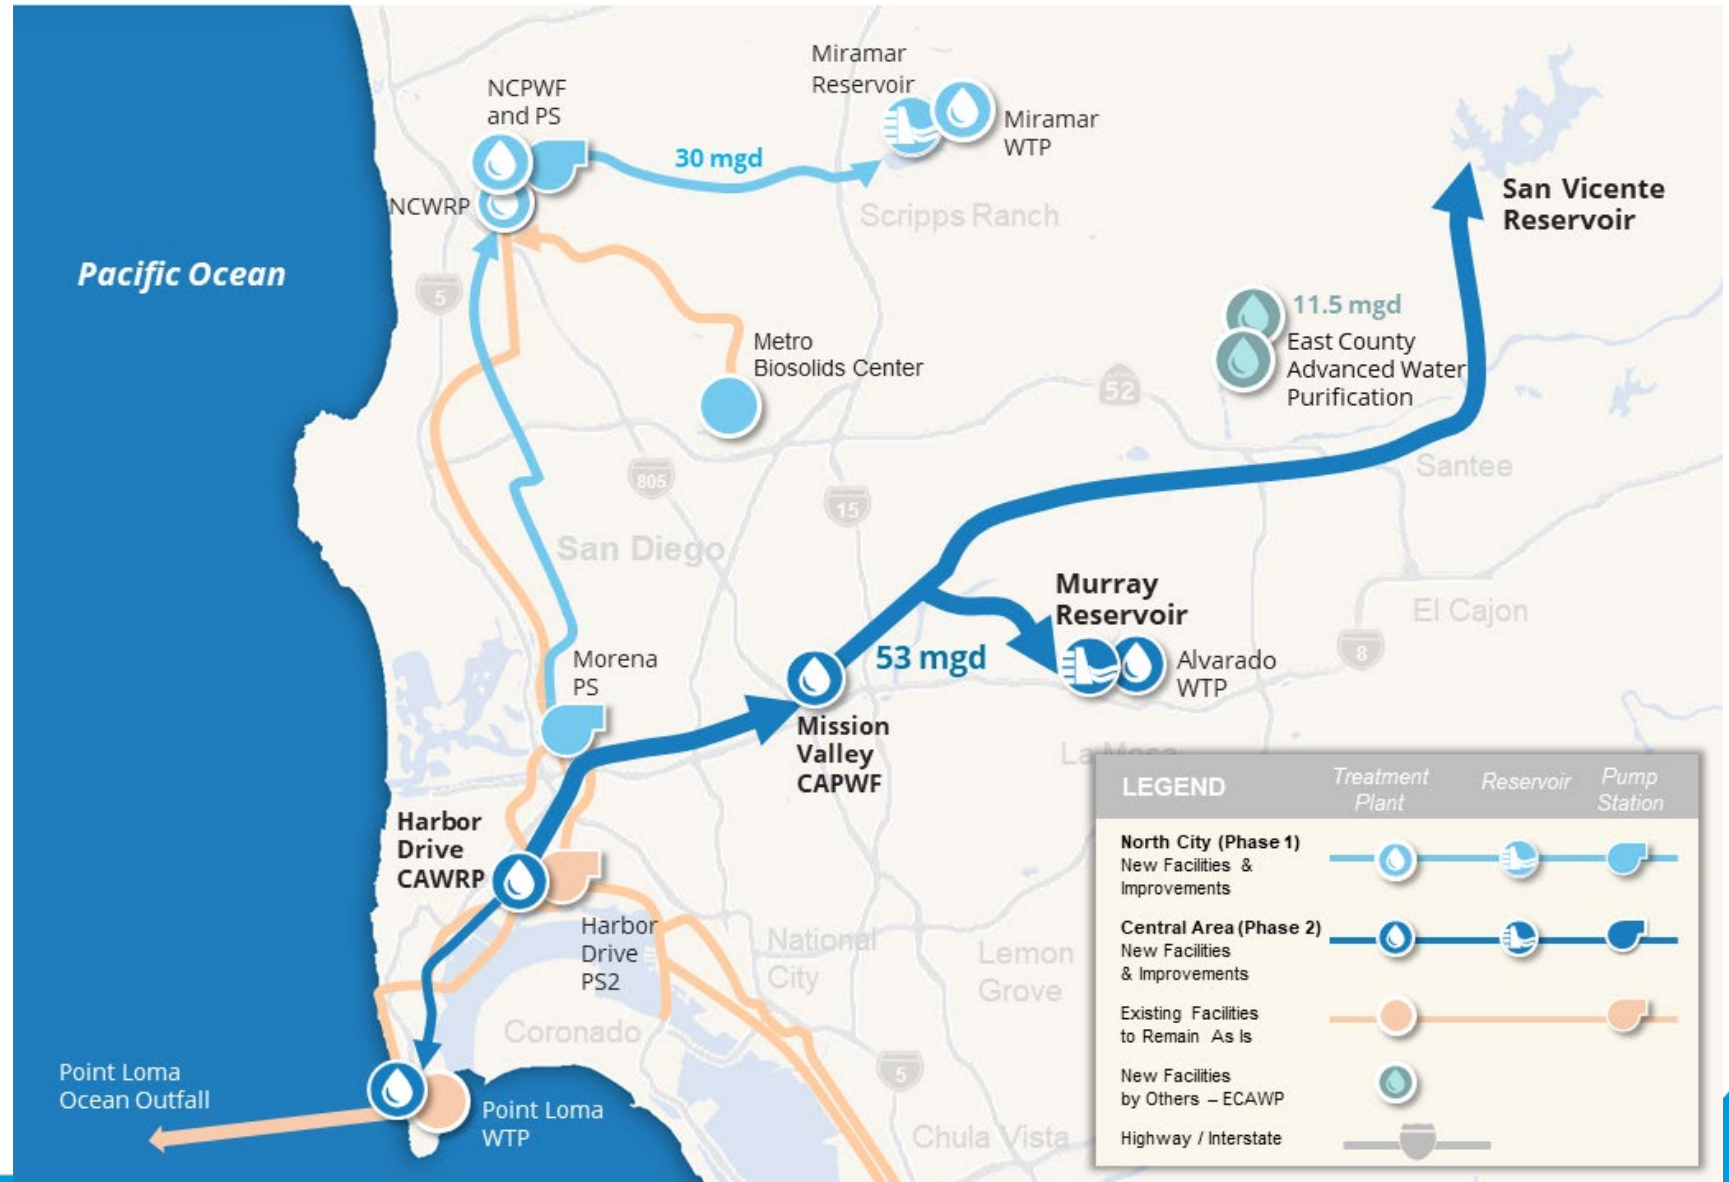 Miramar
Reservoir
NCPWF
and PS
Miramar
WTP
30 mgd
San Vicente
Reservoir
NCWRP
Scripps Ranch
Pacific Ocean
5
11.5 mgd
East County
Advanced Water
Purification
Metro
Biosolids Center
52
805
Santee
15
San Diego
Murray
Reservoir
El Cajon
8
53 mgd
Morena
PS
Alvarado
WTP
Mission
Valley
CAPWF
La Mesa
Harbor
Drive
CAWRP
Harbor
Drive
PS2
National
City
Lemon
Grove
Coronado
5
Point Loma
Ocean Outfall
Point Loma
WTP
Chula Vista
LEGEND
Treatment
Plant
Reservoir
Pump
Station
North City (Phase 1)
New Facilities &
Improvements
Central Area (Phase 2)
New Facilities
& Improvements
Existing Facilities
to Remain As Is
New Facilities
by Others – ECAWP
Highway / Interstate